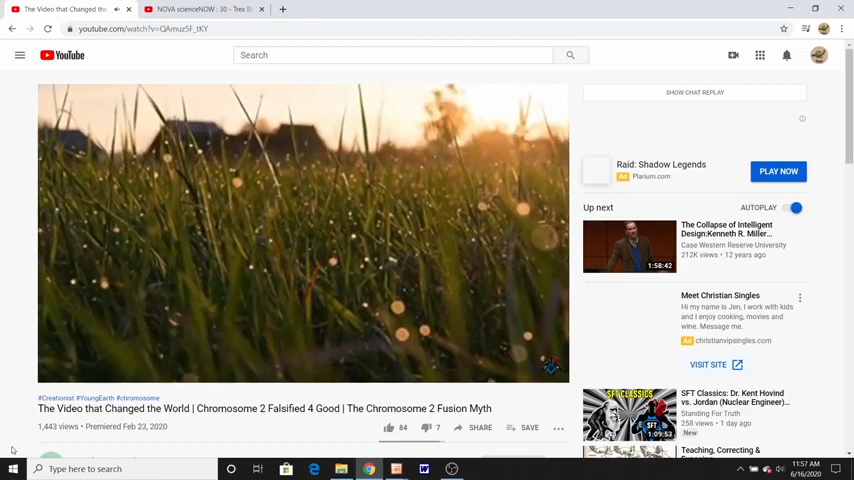 The Video that Changed the
NOVA scienceNOW : 30 - Trex Bl
youtube.com/watch?v=QAmuz5F_tKY
YouTube
Search
SHOW CHAT REPLAY
Raid: Shadow Legends
Ad Plarium.com
PLAY NOW
Up next
AUTOPLAY
The Collapse of Intelligent
Design:Kenneth R. Miller...
Case Western Reserve University
212K views • 12 years ago
1:58:42
Meet Christian Singles
Hi my name is Jen, I work with kids
and I enjoy cooking, movies and
wine. Message me.
Ad christianvipsingles.com
VISIT SITE
SFT CLASSICS
SFT
1:09:53
SFT Classics: Dr. Kent Hovind
vs. Jordan (Nuclear Engineer)...
Standing For Truth
258 views • 1 day ago
New
Teaching, Correcting &
#Creationist #YoungEarth #chromosome
The Video that Changed the World | Chromosome 2 Falsified 4 Good | The Chromosome 2 Fusion Myth
1,443 views • Premiered Feb 23, 2020
84
7
SHARE
SAVE
Type here to search
11:57 AM
6/16/2020